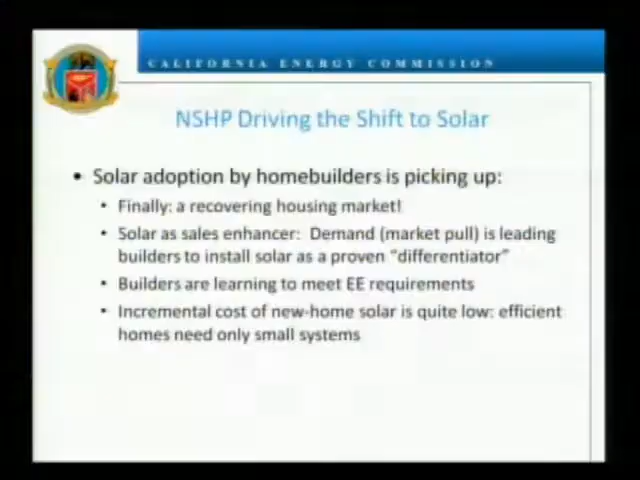 CALIFORNIA ENERGY COMMISSION
NSHP Driving the Shift to Solar
• Solar adoption by homebuilders is picking up:
• Finally: a recovering housing market!
• Solar as sales enhancer: Demand (market pull) is leading
builders to install solar as a proven “differentiator”
• Builders are learning to meet EE requirements
• Incremental cost of new-home solar is quite low: efficient
homes need only small systems